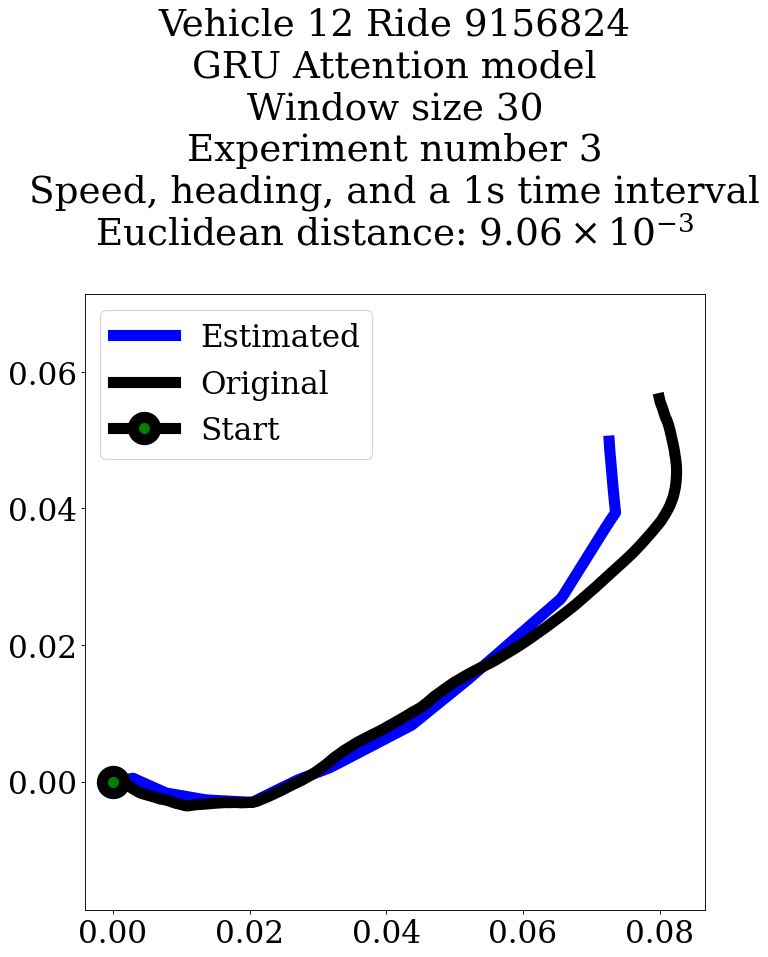 Vehicle 12 Ride 9156824
GRU Attention model
Window size 30
Experiment number 3
Speed, heading, and a 1s time interval
Euclidean distance: 9.06 × 10⁻³
Estimated
Original
Start
0.06
0.04
0.02
0.00
0.00 0.02 0.04 0.06 0.08